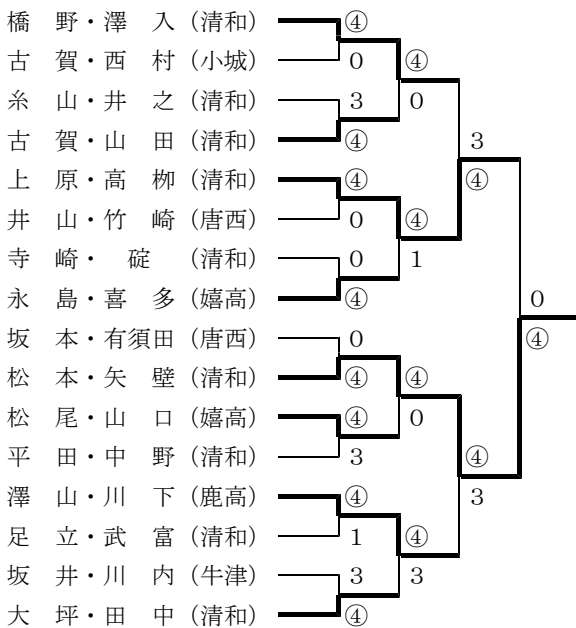 橋　野・澤　入（清和） ④
古　賀・西　村（小城） 0 ④
糸　山・井　之（清和） 3 0
古　賀・山　田（清和） ④ 3
上　原・高　栁（清和） ④ ④
井　山・竹　崎（唐西） 0 ④
寺　崎・　碇　（清和） 0 1
永　島・喜　多（嬉高） ④ 0
坂　本・有須田（唐西） 0 ④
松　本・矢　壁（清和） ④ ④
松　尾・山　口（嬉高） ④ 0
平　田・中　野（清和） 3 ④
澤　山・川　下（鹿高） ④ 3
足　立・武　富（清和） 1 ④
坂　井・川　内（牛津） 3 3
大　坪・田　中（清和） ④